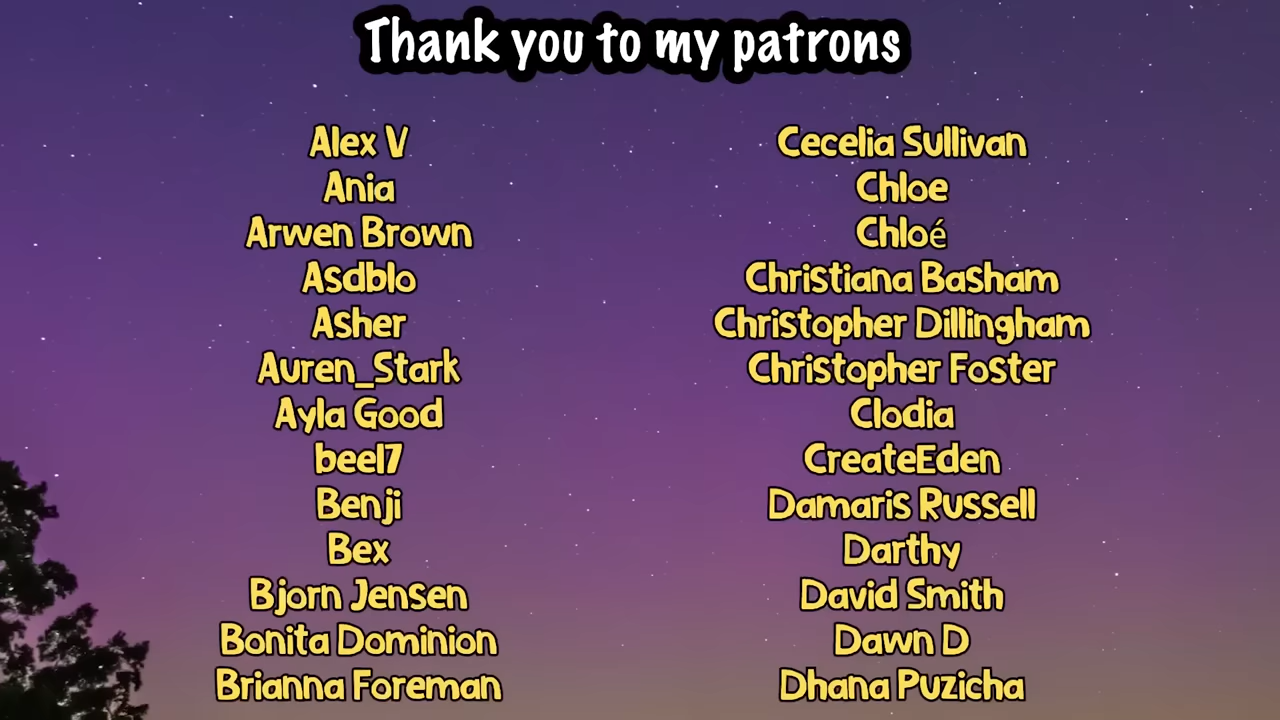 Thank you to my patrons
Alex V
Ania
Arwen Brown
Asdblo
Asher
Auren_Stark
Ayla Good
beel7
Benji
Bex
Bjorn Jensen
Bonita Dominion
Brianna Foreman
Cecelia Sullivan
Chloe
Chloé
Christiana Basham
Christopher Dillingham
Christopher Foster
Clodia
CreateEden
Damaris Russell
Darthy
David Smith
Dawn D
Dhana Puzicha